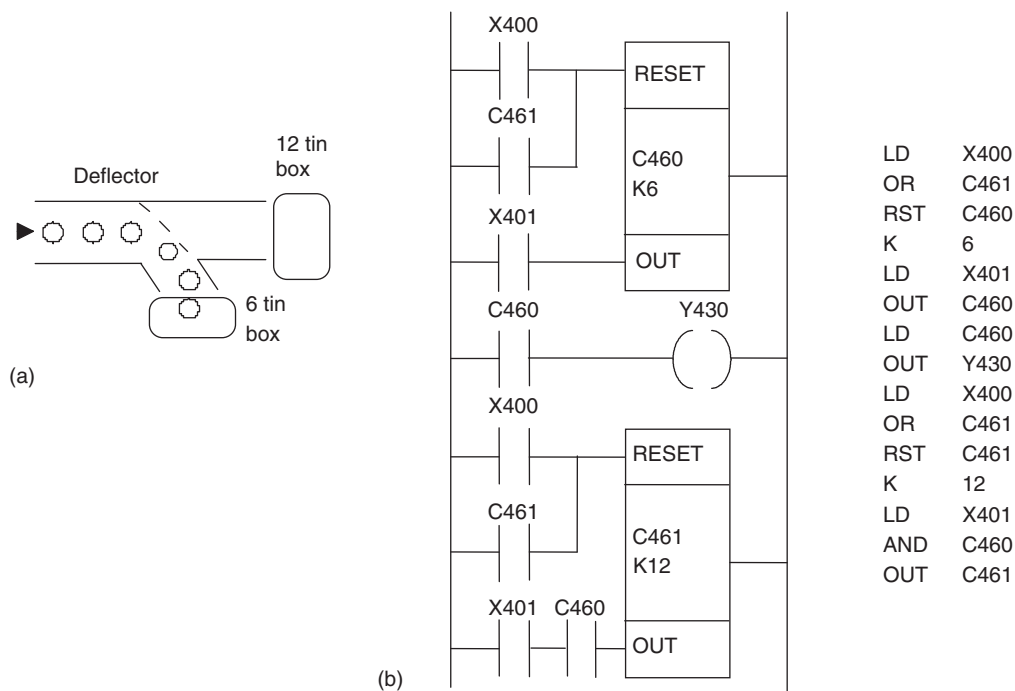 Deflector
12 tin
box
6 tin
box
(a)
X400
RESET
C461
C460
K6
X401
OUT
C460
Y430
X400
RESET
C461
C461
K12
X401 C460
OUT
(b)
LD X400
OR C461
RST C460
K 6
LD X401
OUT C460
LD C460
OUT Y430
LD X400
OR C461
RST C461
K 12
LD X401
AND C460
OUT C461